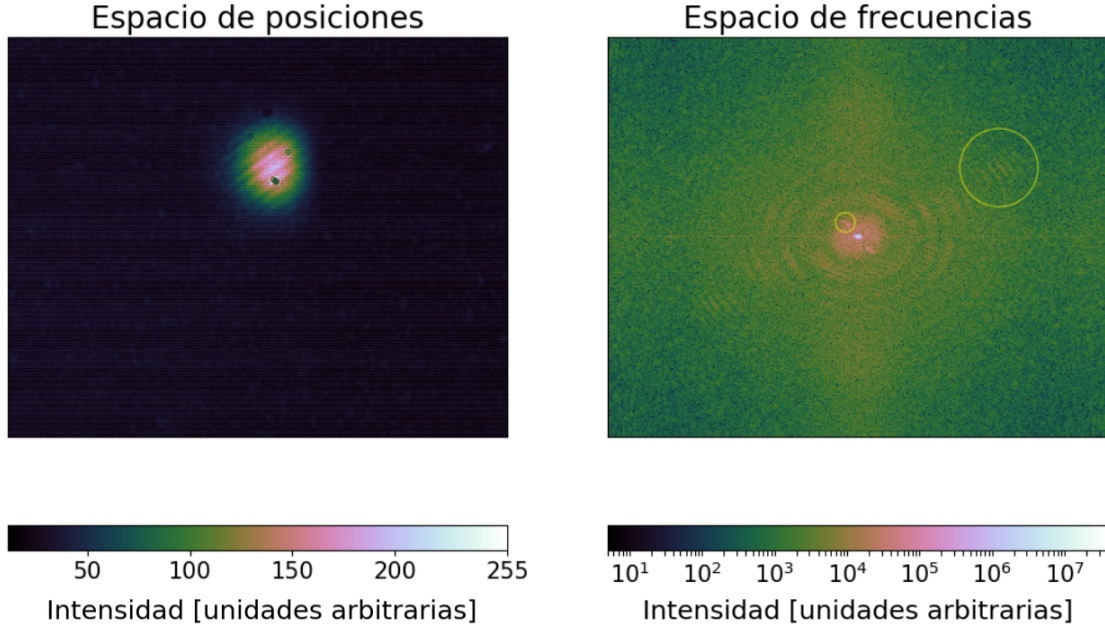 Espacio de posiciones
Espacio de frecuencias
50 100 150 200 255
Intensidad [unidades arbitrarias]
10¹ 10² 10³ 10⁴ 10⁵ 10⁶ 10⁷
Intensidad [unidades arbitrarias]